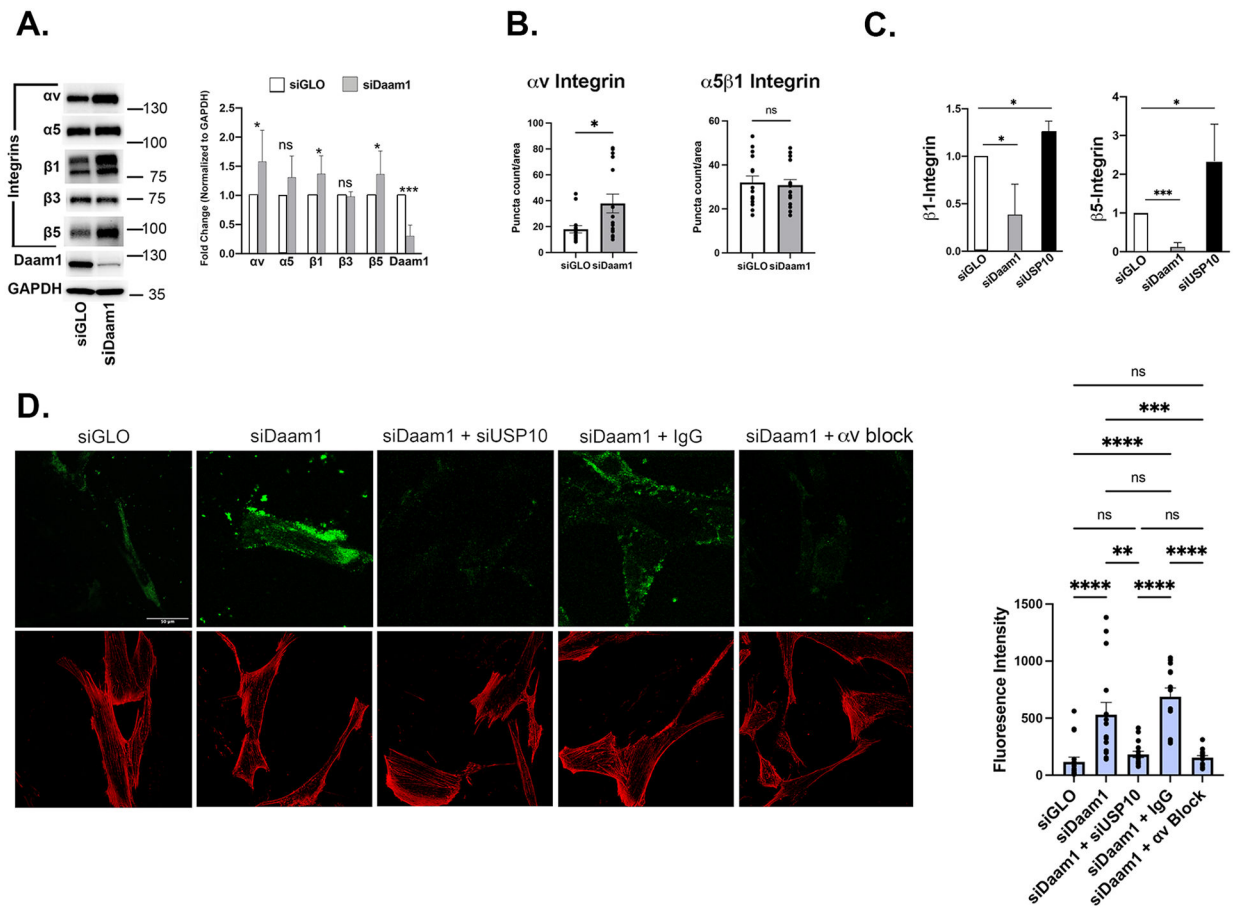 A.
Integrins
αv
α5
β1
β3
β5
Daam1
GAPDH
130
100
75
75
100
130
35
siGLO
siDaam1
siGLO
siDaam1
Fold Change (Normalized to GAPDH)
2.5
2.0
1.5
1.0
0.5
0.0
*
ns
*
ns
*
***
αv
α5
β1
β3
β5
Daam1
B.
αv Integrin
Puncta count/area
100
80
60
40
20
0
*
siGLO
siDaam1
α5β1 Integrin
Puncta count/area
60
40
20
0
ns
siGLO
siDaam1
C.
β1-Integrin
1.5
1.0
0.5
0.0
*
*
siGLO
siDaam1
siUSP10
β5-Integrin
4
3
2
1
0
*
***
siGLO
siDaam1
siUSP10
D.
siGLO
siDaam1
siDaam1 + siUSP10
siDaam1 + IgG
siDaam1 + αv block
50 µm
ns
***
****
ns
ns
ns
**
****
****
****
Fluoresence Intensity
1500
1000
500
0
siGLO
siDaam1
siDaam1 + siUSP10
siDaam1 + IgG
siDaam1 + αv Block